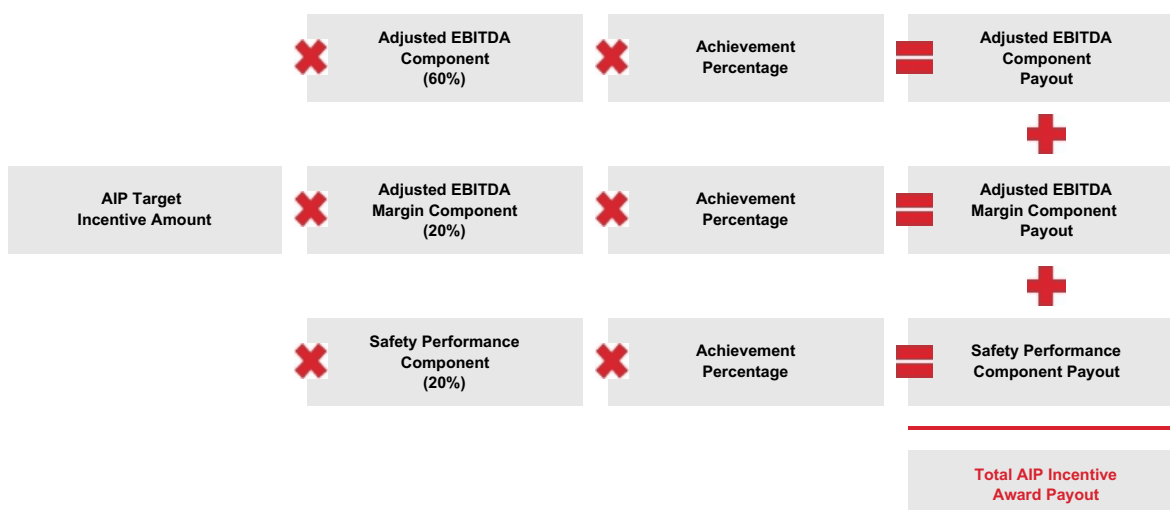 Adjusted EBITDA
Component
(60%)
Achievement
Percentage
Adjusted EBITDA
Component
Payout
AIP Target
Incentive Amount
Adjusted EBITDA
Margin Component
(20%)
Achievement
Percentage
Adjusted EBITDA
Margin Component
Payout
Safety Performance
Component
(20%)
Achievement
Percentage
Safety Performance
Component Payout
Total AIP Incentive
Award Payout